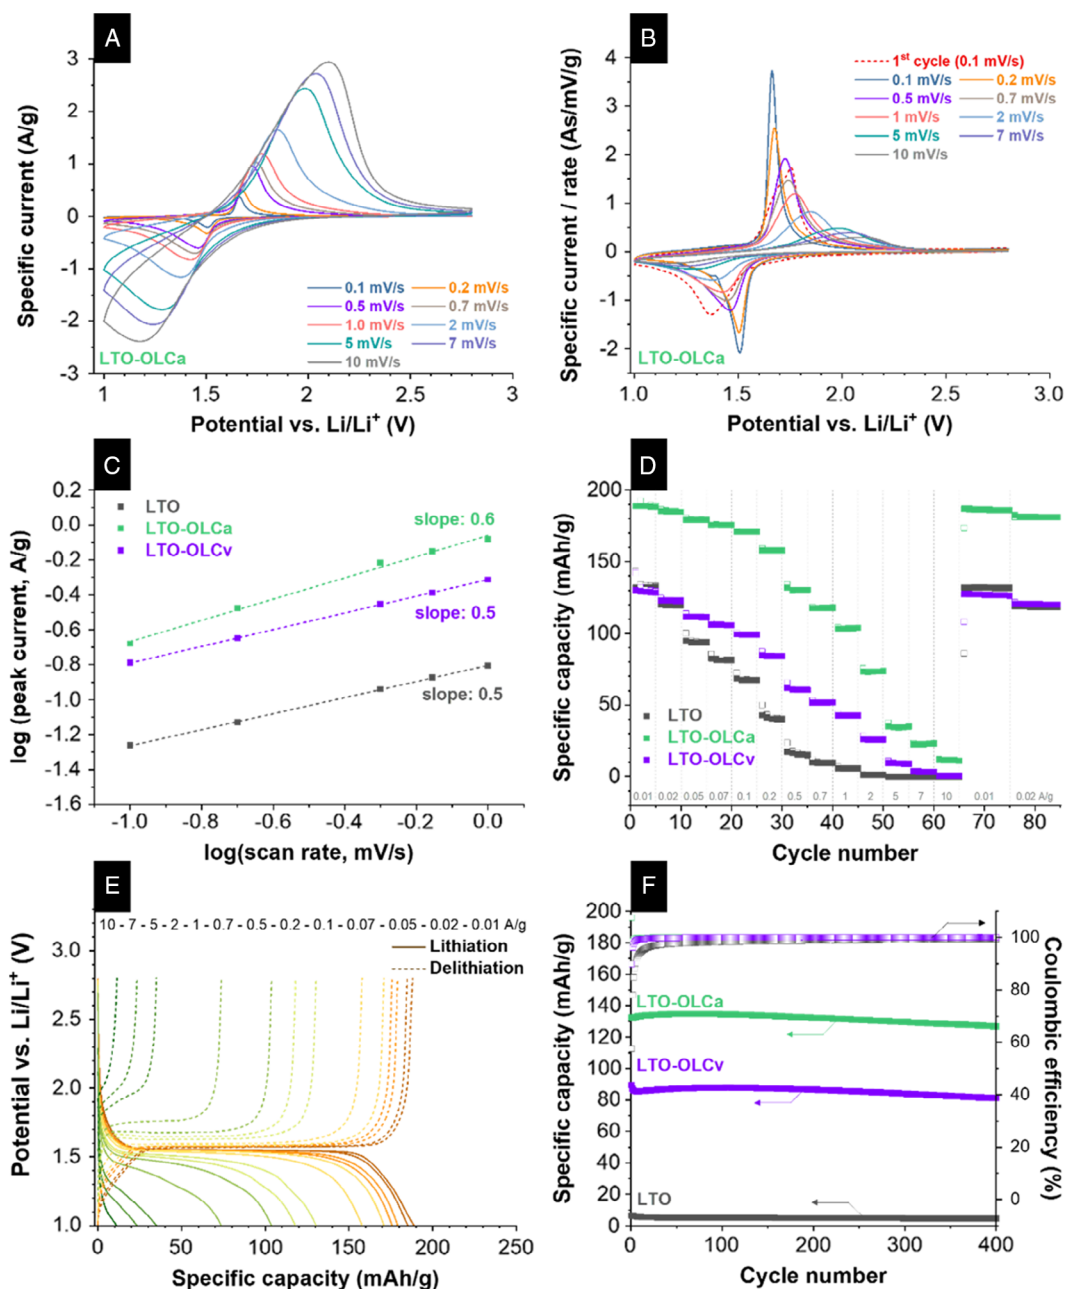 A
Specific current (A/g)
3
2
1
0
-1
-2
-3
0.1 mV/s
0.2 mV/s
0.5 mV/s
0.7 mV/s
1.0 mV/s
2 mV/s
5 mV/s
7 mV/s
10 mV/s
LTO-OLCa
1
1.5
2
2.5
3
Potential vs. Li/Li⁺ (V)
B
Specific current / rate (As/mV/g)
4
3
2
1
0
-1
-2
1ˢᵗ cycle (0.1 mV/s)
0.1 mV/s
0.2 mV/s
0.5 mV/s
0.7 mV/s
1 mV/s
2 mV/s
5 mV/s
7 mV/s
10 mV/s
LTO-OLCa
1.0
1.5
2.0
2.5
3.0
Potential vs. Li/Li⁺ (V)
C
log (peak current, A/g)
0.2
0.0
-0.2
-0.4
-0.6
-0.8
-1.0
-1.2
-1.4
-1.6
LTO
LTO-OLCa
LTO-OLCv
slope: 0.6
slope: 0.5
slope: 0.5
-1.0
-0.8
-0.6
-0.4
-0.2
0.0
log(scan rate, mV/s)
D
Specific capacity (mAh/g)
200
150
100
50
0
LTO
LTO-OLCa
LTO-OLCv
0.01 0.02 0.05 0.07 0.1 0.2 0.5 0.7 1 2 5 7 10 0.01 0.02 A/g
0 10 20 30 40 50 60 70 80
Cycle number
E
Potential vs. Li/Li⁺ (V)
10 - 7 - 5 - 2 - 1 - 0.7 - 0.5 - 0.2 - 0.1 - 0.07 - 0.05 - 0.02 - 0.01 A/g
Lithiation
Delithiation
3.0
2.5
2.0
1.5
1.0
0 50 100 150 200 250
Specific capacity (mAh/g)
F
Specific capacity (mAh/g)
200
180
160
140
120
100
80
60
40
20
0
LTO-OLCa
LTO-OLCv
LTO
100
80
60
40
20
0
Coulombic efficiency (%)
0 100 200 300 400
Cycle number